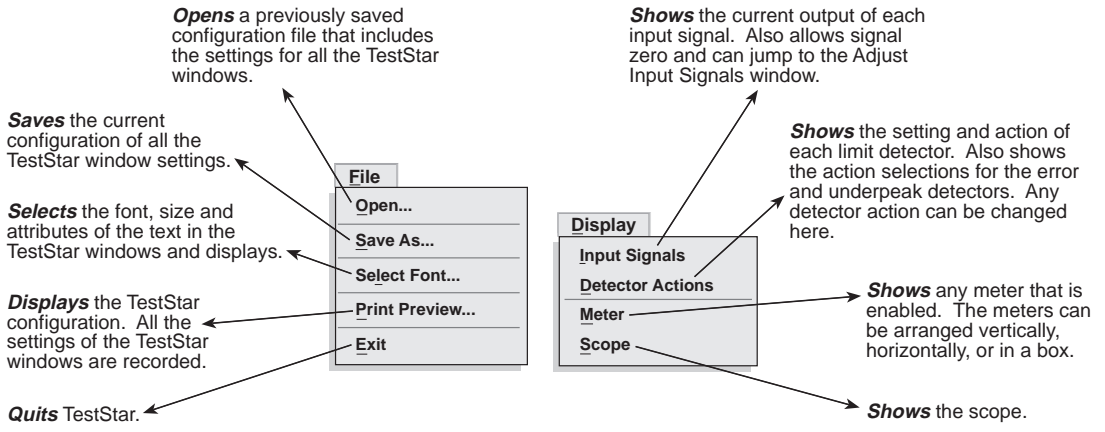 Opens a previously saved
configuration file that includes
the settings for all the TestStar
windows.
Saves the current
configuration of all the
TestStar window settings.
Selects the font, size and
attributes of the text in the
TestStar windows and displays.
Displays the TestStar
configuration. All the
settings of the TestStar
windows are recorded.
Quits TestStar.
File
Open...
Save As...
Select Font...
Print Preview...
Exit
Shows the current output of each
input signal. Also allows signal
zero and can jump to the Adjust
Input Signals window.
Display
Input Signals
Detector Actions
Meter
Scope
Shows the setting and action of
each limit detector. Also shows
the action selections for the error
and underpeak detectors. Any
detector action can be changed
here.
Shows any meter that is
enabled. The meters can
be arranged vertically,
horizontally, or in a box.
Shows the scope.